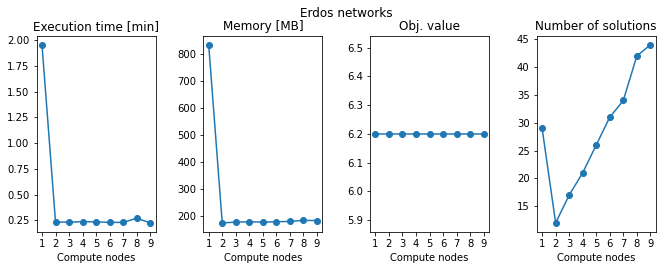 Erdos networks
Execution time [min]
2.00
1.75
1.50
1.25
1.00
0.75
0.50
0.25
1 2 3 4 5 6 7 8 9
Compute nodes
Memory [MB]
800
700
600
500
400
300
200
1 2 3 4 5 6 7 8 9
Compute nodes
Obj. value
6.5
6.4
6.3
6.2
6.1
6.0
5.9
1 2 3 4 5 6 7 8 9
Compute nodes
Number of solutions
45
40
35
30
25
20
15
1 2 3 4 5 6 7 8 9
Compute nodes